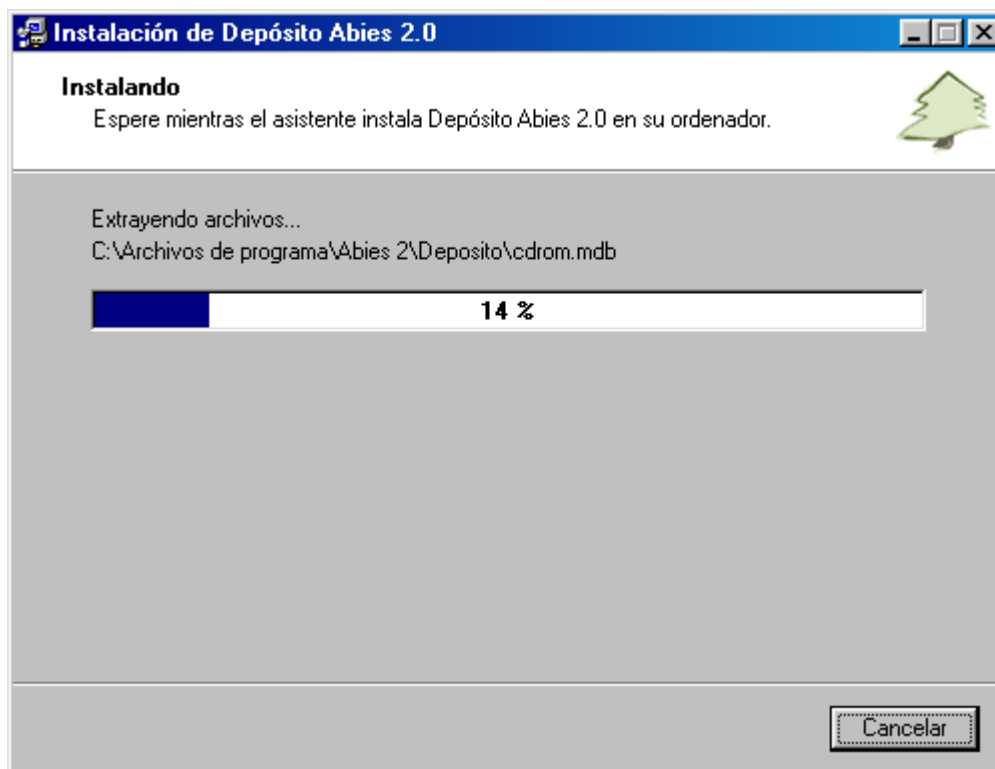 Instalación de Depósito Abies 2.0
Instalando
Espere mientras el asistente instala Depósito Abies 2.0 en su ordenador.
Extrayendo archivos...
C:\Archivos de programa\Abies 2\Deposito\cdrom.mdb
14 %
Cancelar